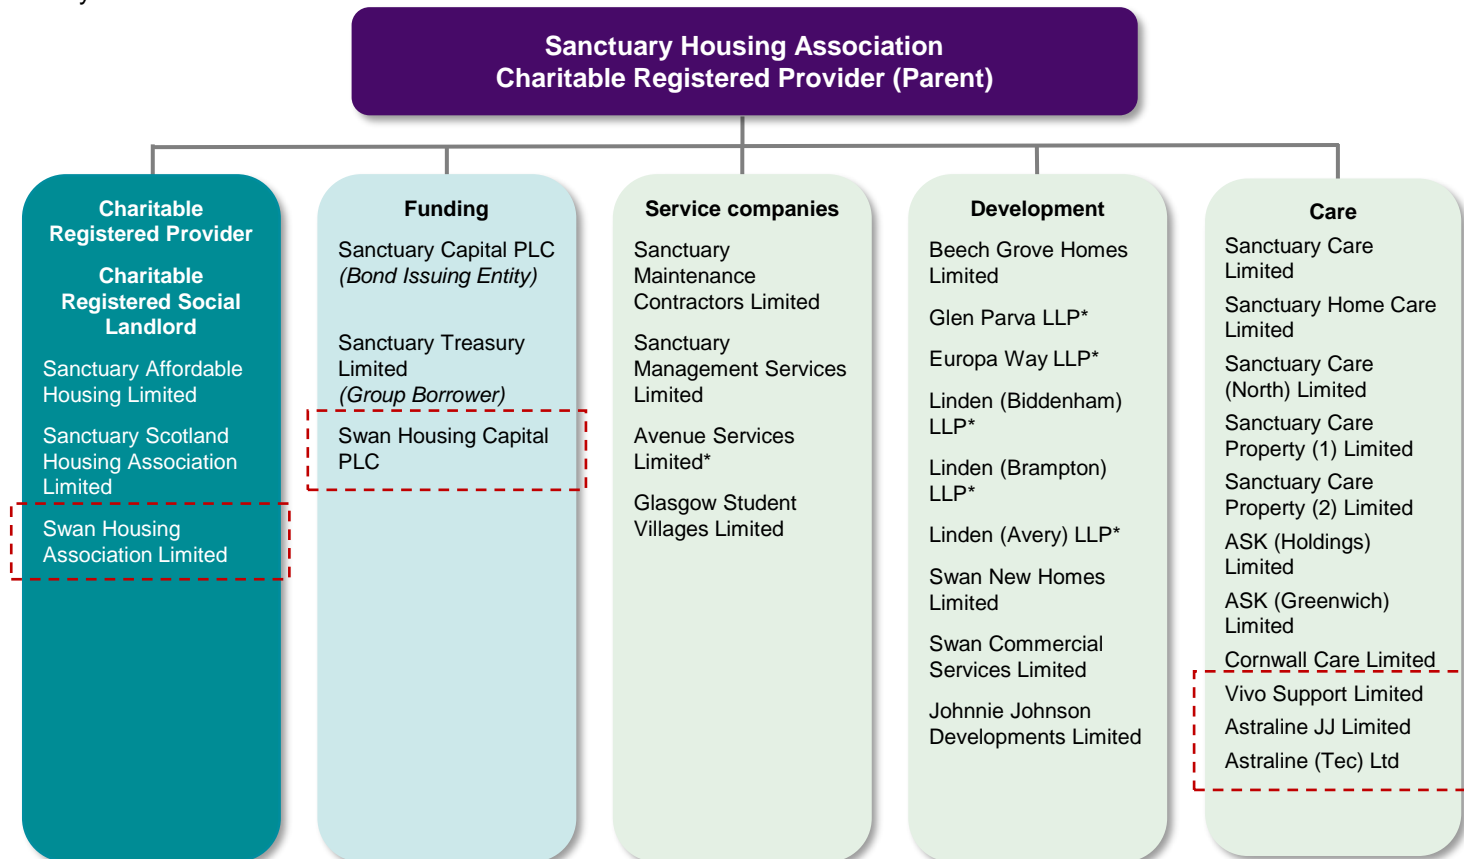 Sanctuary Housing Association
Charitable Registered Provider (Parent)
Charitable
Registered Provider
Charitable
Registered Social
Landlord
Sanctuary Affordable
Housing Limited
Sanctuary Scotland
Housing Association
Limited
Swan Housing
Association Limited
Funding
Sanctuary Capital PLC
(Bond Issuing Entity)
Sanctuary Treasury
Limited
(Group Borrower)
Swan Housing Capital
PLC
Service companies
Sanctuary
Maintenance
Contractors Limited
Sanctuary
Management Services
Limited
Avenue Services
Limited*
Glasgow Student
Villages Limited
Development
Beech Grove Homes
Limited
Glen Parva LLP*
Europa Way LLP*
Linden (Biddenham)
LLP*
Linden (Brampton)
LLP*
Linden (Avery) LLP*
Swan New Homes
Limited
Swan Commercial
Services Limited
Johnnie Johnson
Developments Limited
Care
Sanctuary Care
Limited
Sanctuary Home Care
Limited
Sanctuary Care
(North) Limited
Sanctuary Care
Property (1) Limited
Sanctuary Care
Property (2) Limited
ASK (Holdings)
Limited
ASK (Greenwich)
Limited
Cornwall Care Limited
Vivo Support Limited
Astraline JJ Limited
Astraline (Tec) Ltd